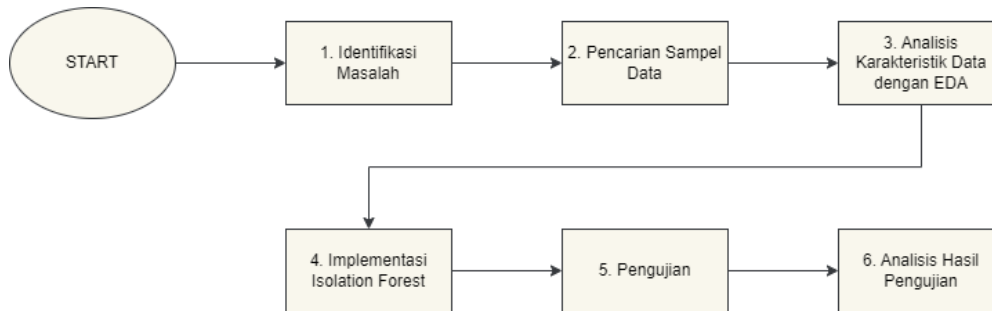 START
1. Identifikasi
Masalah
2. Pencarian Sampel
Data
3. Analisis
Karakteristik Data
dengan EDA
4. Implementasi
Isolation Forest
5. Pengujian
6. Analisis Hasil
Pengujian